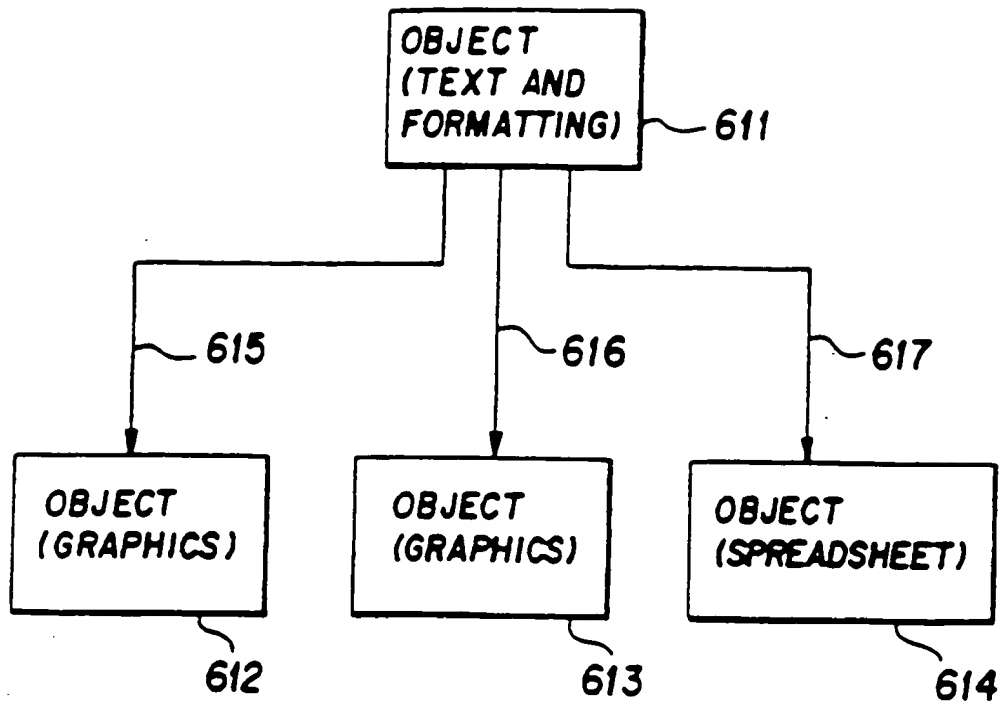 OBJECT
(TEXT AND
FORMATTING)
611
615
616
617
OBJECT
(GRAPHICS)
OBJECT
(GRAPHICS)
OBJECT
(SPREADSHEET)
612
613
614